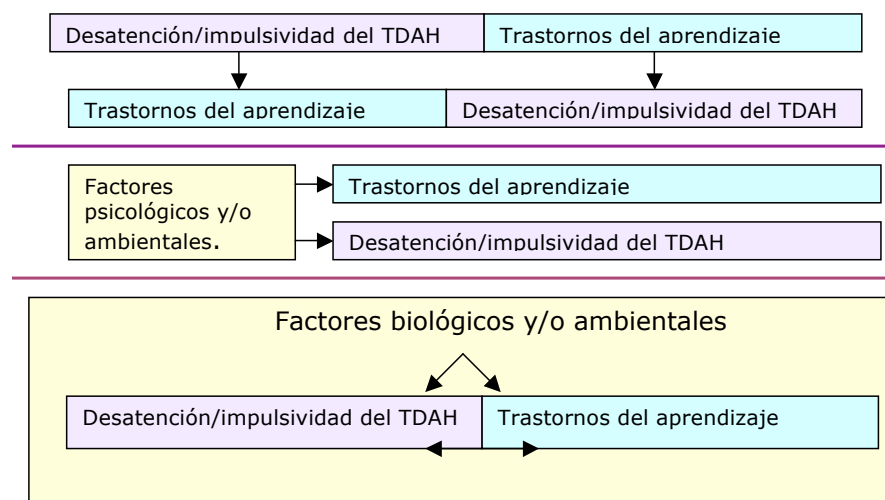 Desatención/impulsividad del TDAH
Trastornos del aprendizaje
Trastornos del aprendizaje
Desatención/impulsividad del TDAH
Factores
psicológicos y/o
ambientales.
Trastornos del aprendizaje
Desatención/impulsividad del TDAH
Factores biológicos y/o ambientales
Desatención/impulsividad del TDAH
Trastornos del aprendizaje